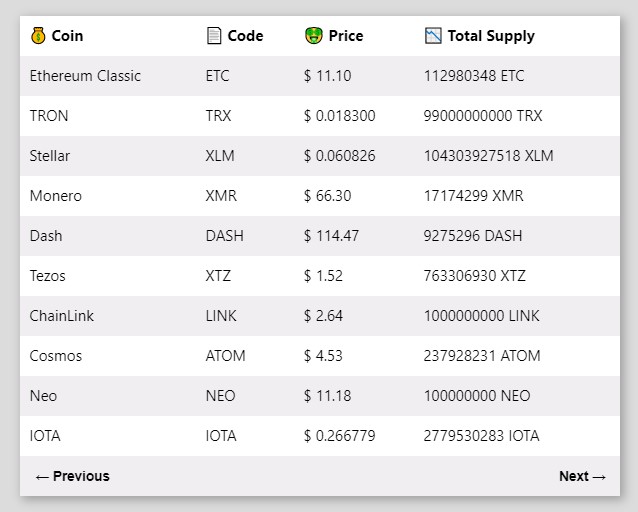 💰 Coin 📄 Code 🤑 Price 📉 Total Supply
Ethereum Classic ETC $ 11.10 112980348 ETC
TRON TRX $ 0.018300 99000000000 TRX
Stellar XLM $ 0.060826 104303927518 XLM
Monero XMR $ 66.30 17174299 XMR
Dash DASH $ 114.47 9275296 DASH
Tezos XTZ $ 1.52 763306930 XTZ
ChainLink LINK $ 2.64 1000000000 LINK
Cosmos ATOM $ 4.53 237928231 ATOM
Neo NEO $ 11.18 100000000 NEO
IOTA IOTA $ 0.266779 2779530283 IOTA
← Previous Next →